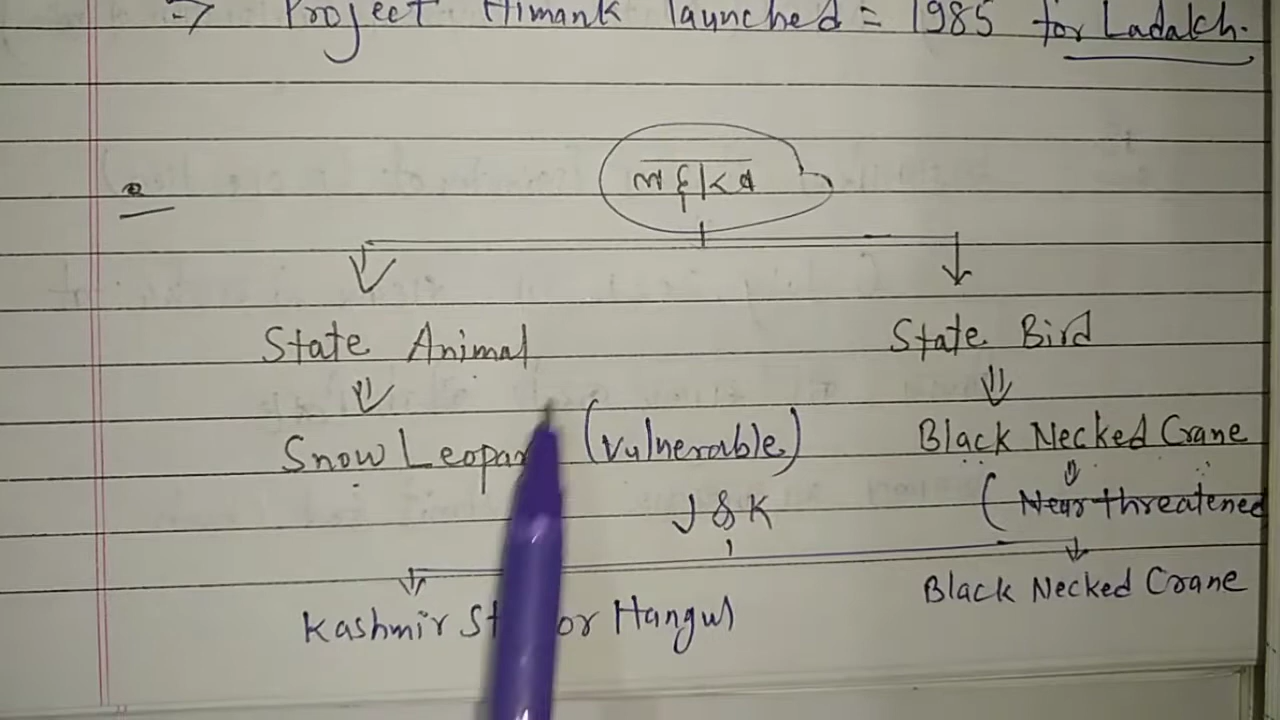 => Project Himank launched = 1985 for Ladakh.
State Animal State Bird
Snow Leopar (Vulnerable) Black Necked Crane
J & K (Near threatened
Kashmir St or Hangul Black Necked Crane